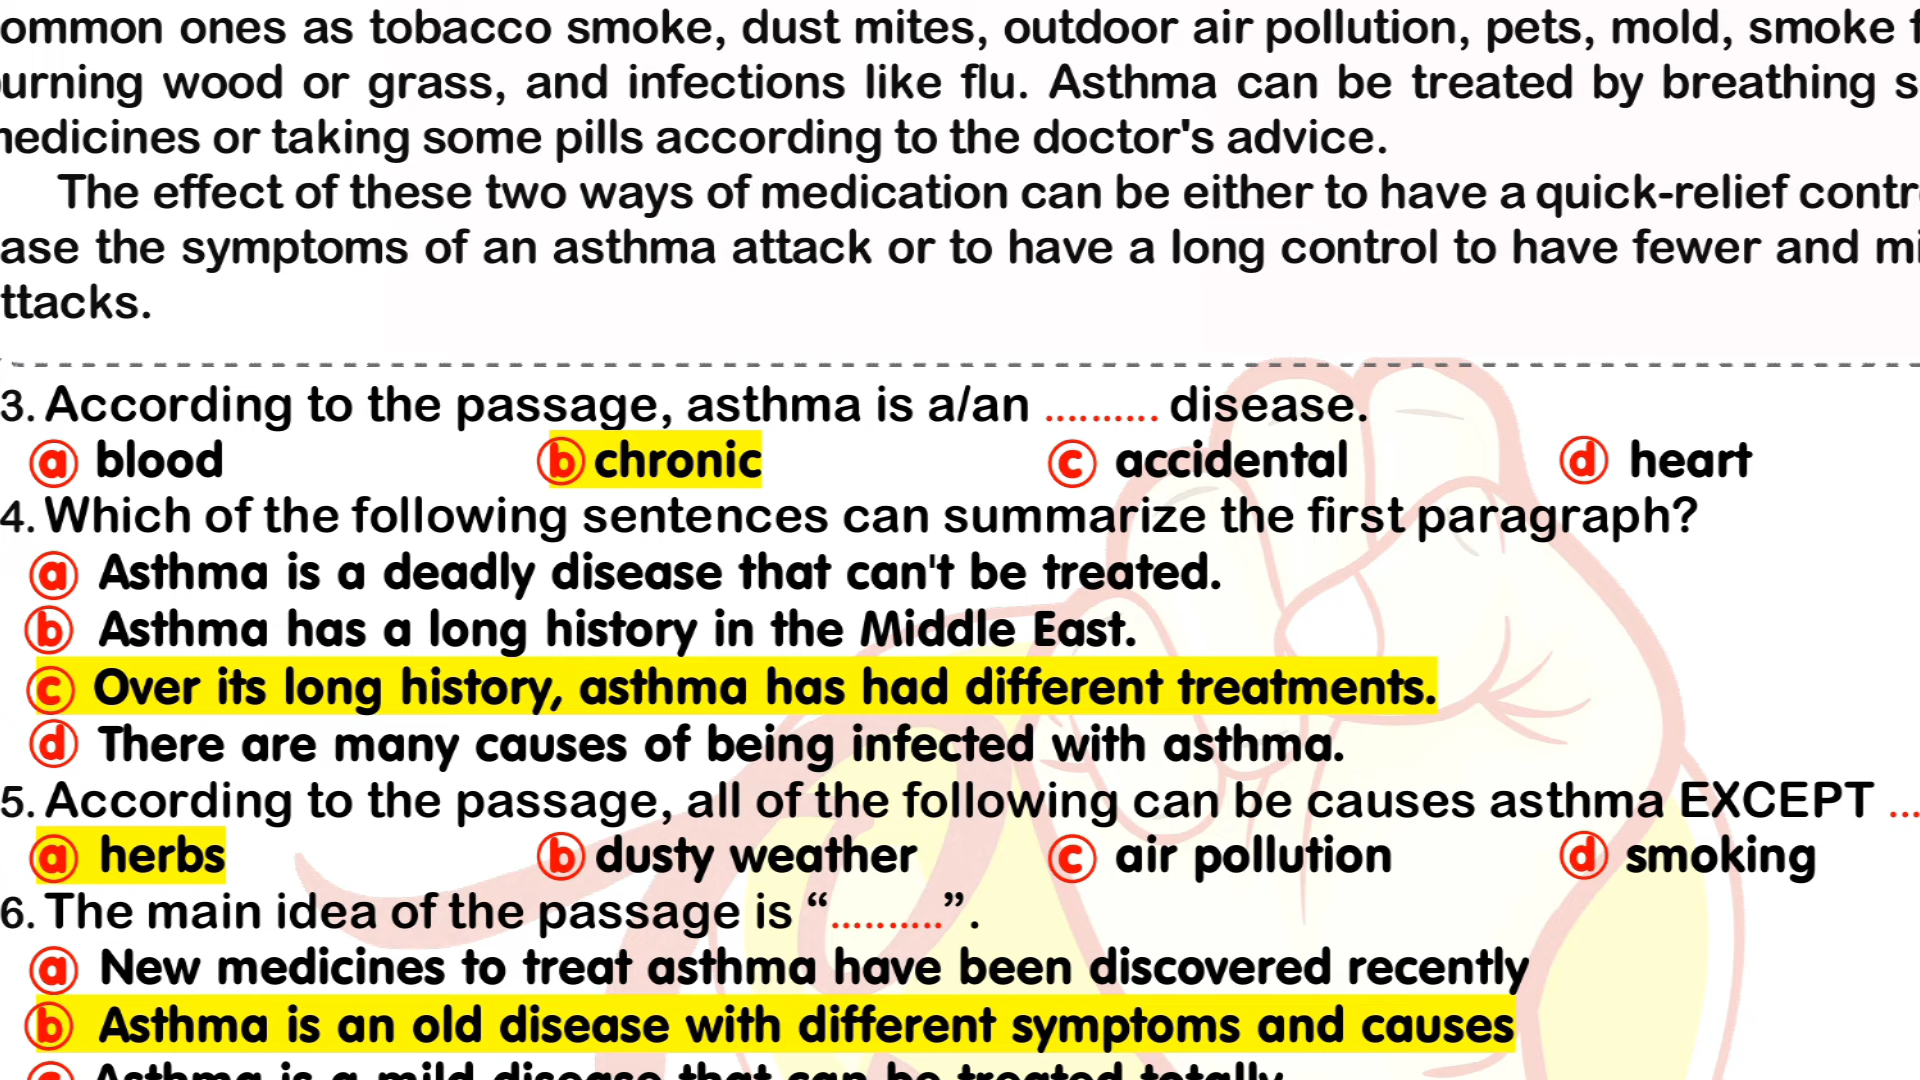 ommon ones as tobacco smoke, dust mites, outdoor air pollution, pets, mold, smoke
urning wood or grass, and infections like flu. Asthma can be treated by breathing
edicines or taking some pills according to the doctor's advice.
The effect of these two ways of medication can be either to have a quick-relief contr
ase the symptoms of an asthma attack or to have a long control to have fewer and mi
ttacks.
3. According to the passage, asthma is a/an .......... disease.
a blood b chronic c accidental d heart
4. Which of the following sentences can summarize the first paragraph?
a Asthma is a deadly disease that can't be treated.
b Asthma has a long history in the Middle East.
c Over its long history, asthma has had different treatments.
d There are many causes of being infected with asthma.
5. According to the passage, all of the following can be causes asthma EXCEPT ...
a herbs b dusty weather c air pollution d smoking
6. The main idea of the passage is “..........”.
a New medicines to treat asthma have been discovered recently
b Asthma is an old disease with different symptoms and causes
c Asthma is a mild disease that can be treated totally